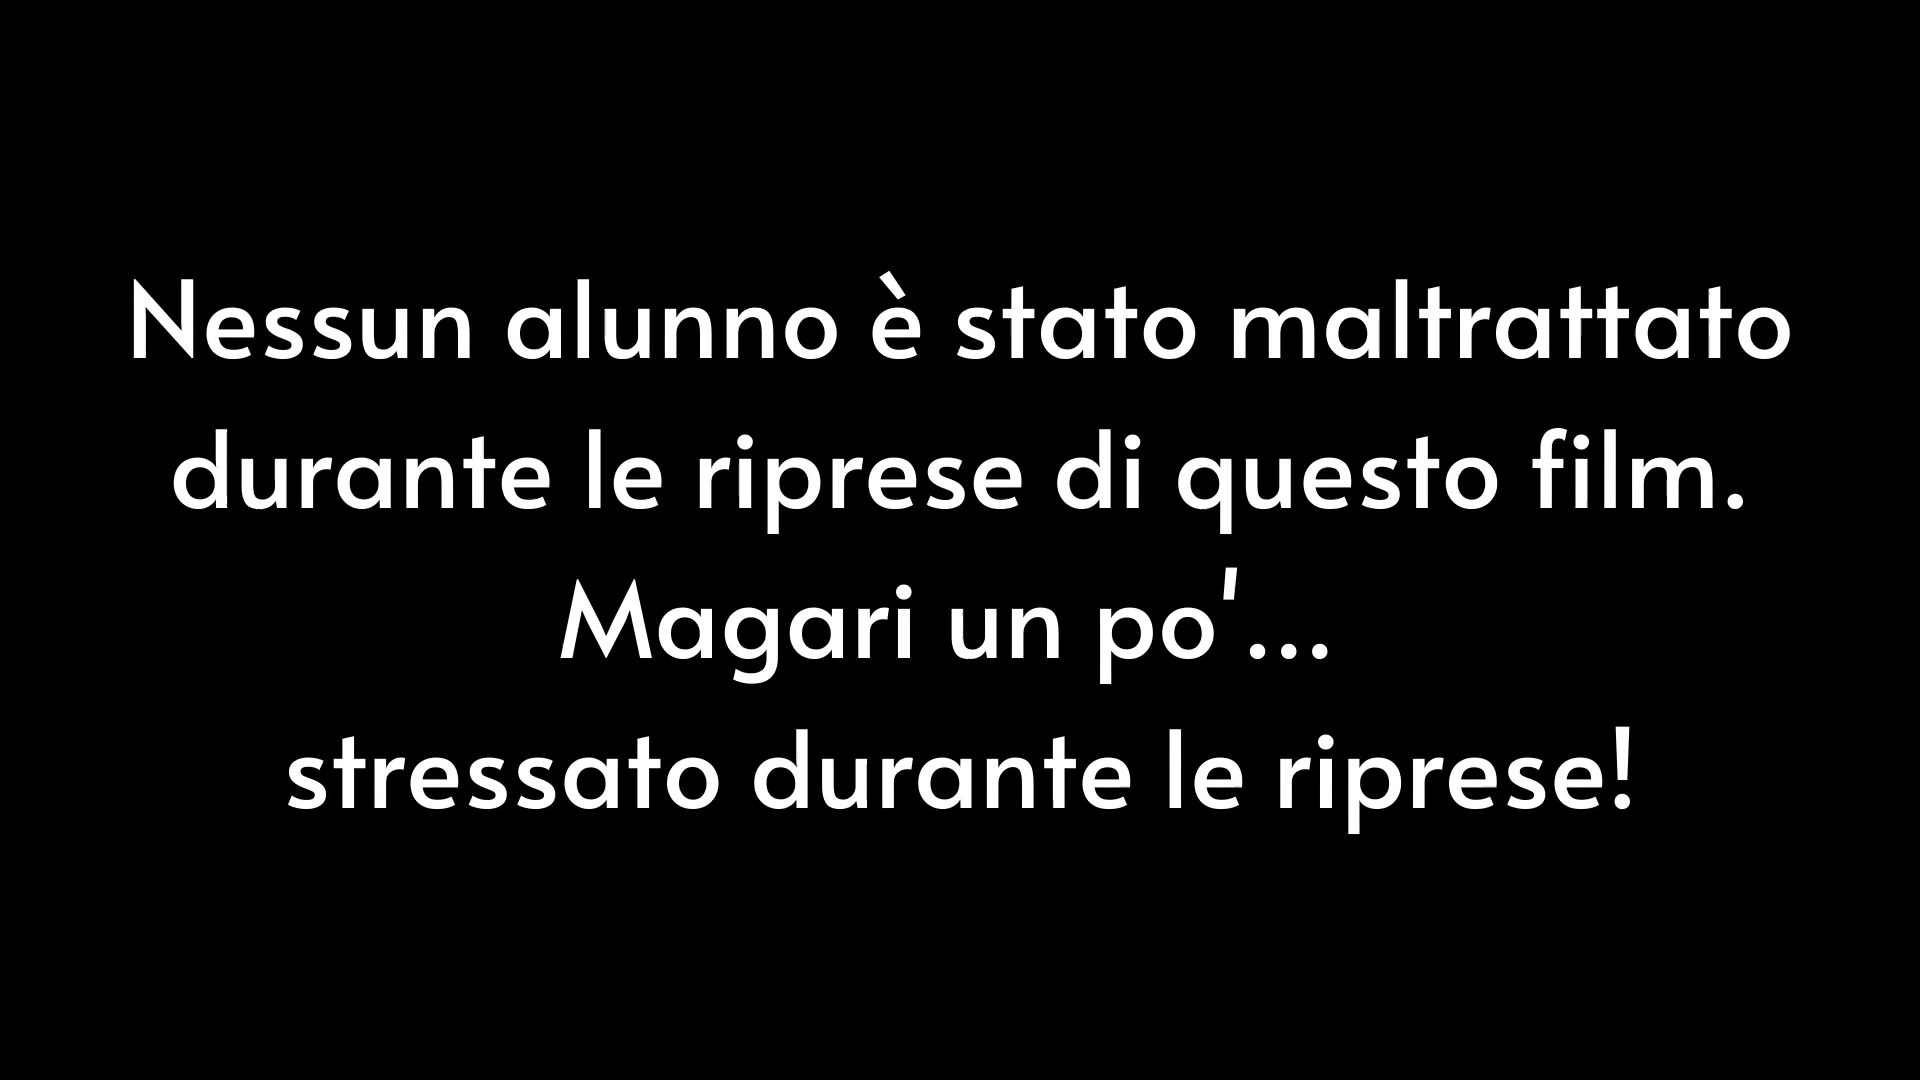 Nessun alunno è stato maltrattato
durante le riprese di questo film.
Magari un po'...
stressato durante le riprese!